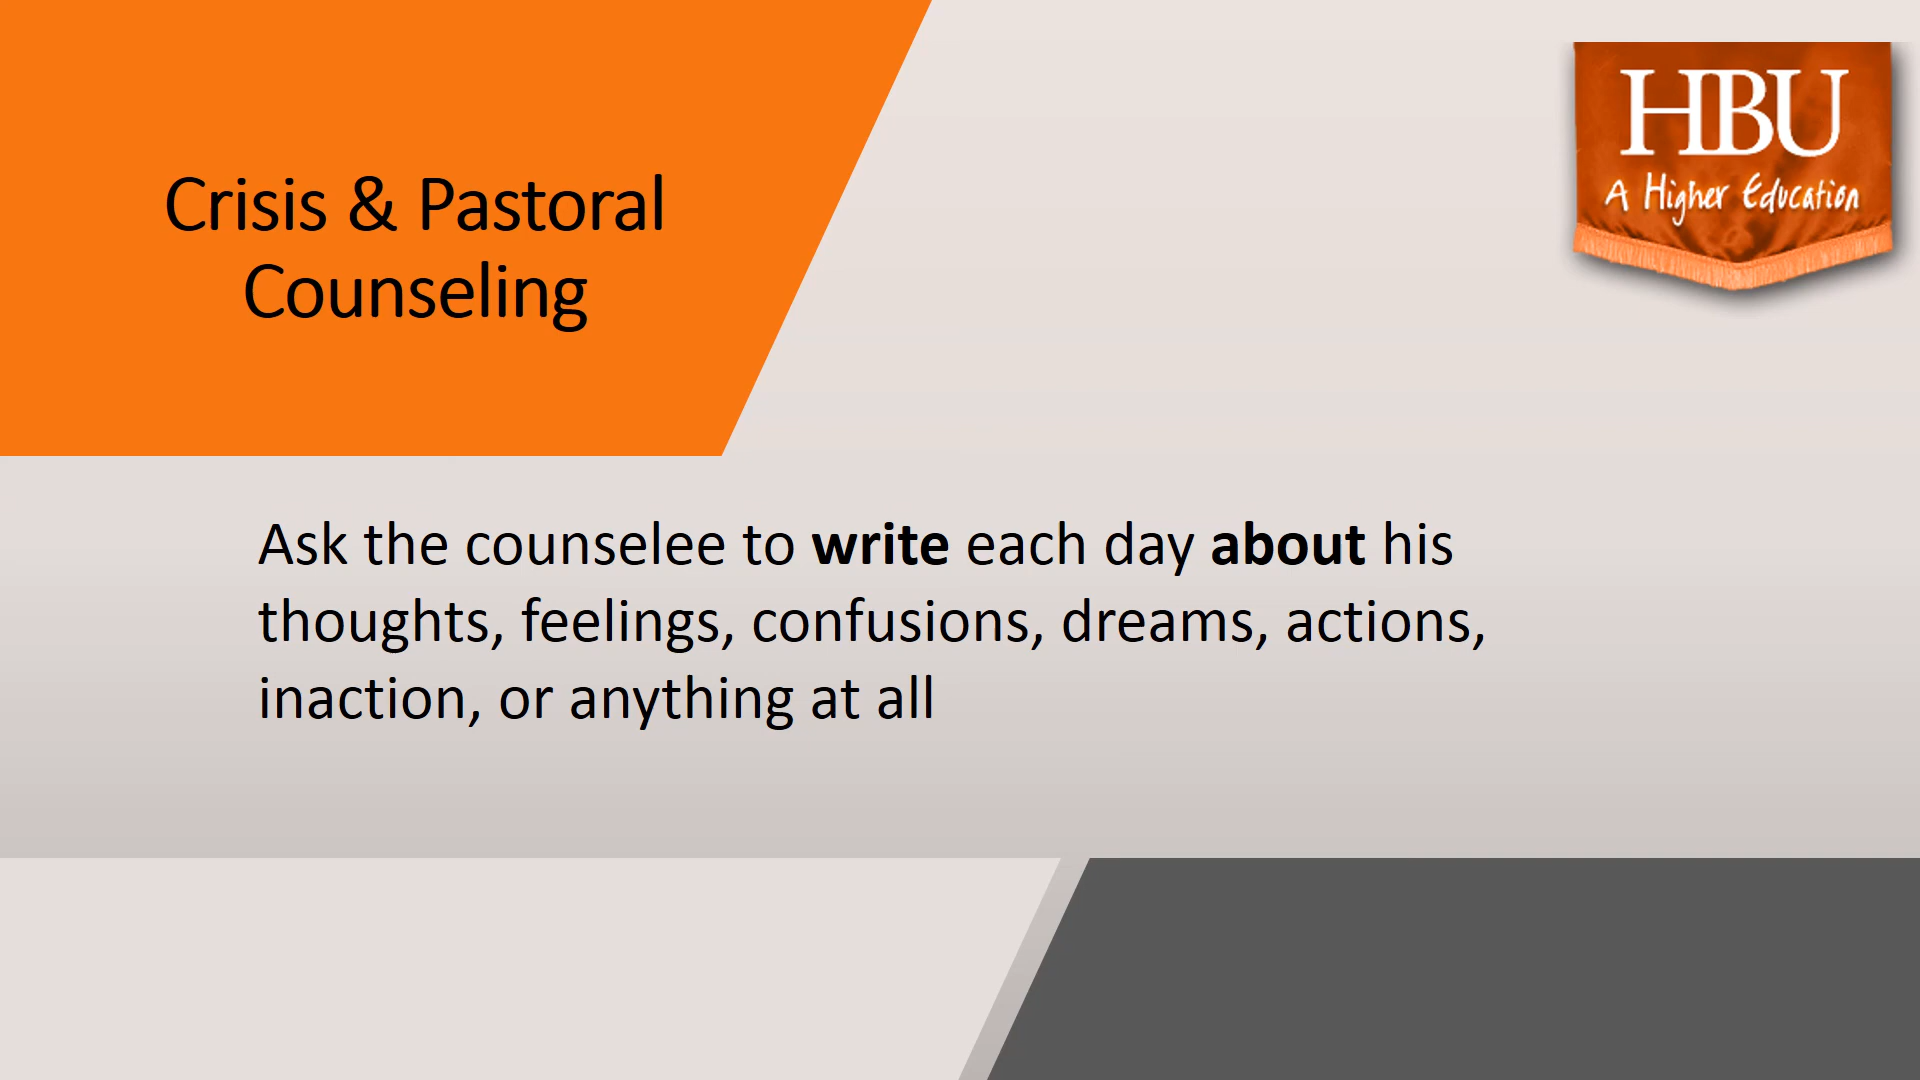 Crisis & Pastoral
Counseling
HBU
A Higher Education
Ask the counselee to write each day about his
thoughts, feelings, confusions, dreams, actions,
inaction, or anything at all